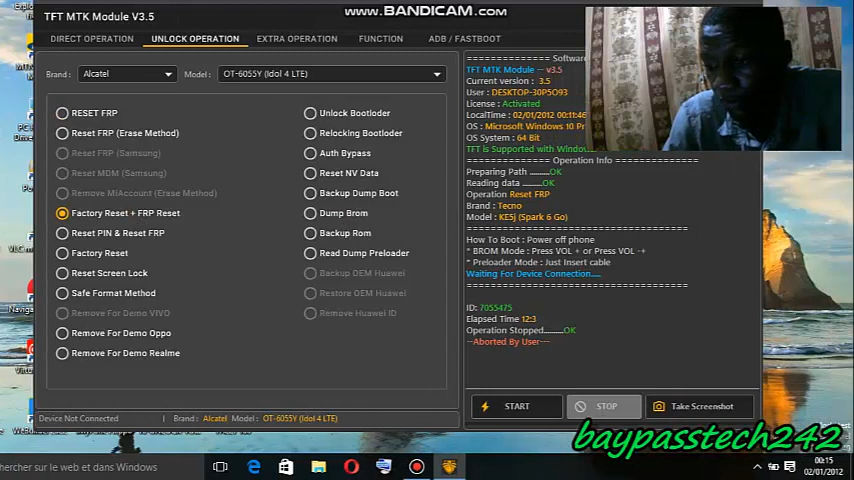 WWW.BANDICAM.COM
TFT MTK Module V3.5
DIRECT OPERATION
UNLOCK OPERATION
EXTRA OPERATION
FUNCTION
ADB / FASTBOOT
Brand :
Alcatel
Model :
OT-6055Y (Idol 4 LTE)
RESET FRP
Reset FRP (Erase Method)
Reset FRP (Samsung)
Reset MDM (Samsung)
Remove MiAccount (Erase Method)
Factory Reset + FRP Reset
Reset PIN & Reset FRP
Factory Reset
Reset Screen Lock
Safe Format Method
Remove For Demo VIVO
Remove For Demo Oppo
Remove For Demo Realme
Unlock Bootloader
Relocking Bootloader
Auth Bypass
Reset NV Data
Backup Dump Boot
Dump Brom
Backup Rom
Read Dump Preloader
Backup OEM Huawei
Restore OEM Huawei
Remove Huawei ID
============== Software
TFT MTK Module -- v3.5
Current version : 3.5
User : DESKTOP-30P5O93
License : Activated
LocalTime : 02/01/2012 00:11:46
OS : Microsoft Windows 10 Pr
OS System : 64 Bit
TFT is Supported with Windows
============== Operation Info ==============
Preparing Path ..........OK
Reading data ..........OK
Operation Reset FRP
Brand : Tecno
Model : KE5j (Spark 6 Go)
How To Boot : Power off phone
* BROM Mode : Press VOL + or Press VOL -+
* Preloader Mode : Just Insert cable
Waiting For Device Connection.....
ID: 7055475
Elapsed Time 12:3
Operation Stopped..........OK
--Aborted By User---
START
STOP
Take Screenshot
Device Not Connected
Brand : Alcatel Model : OT-6055Y (Idol 4 LTE)
baypasstech242
hercher sur le web et dans Windows
00:15
02/01/2012